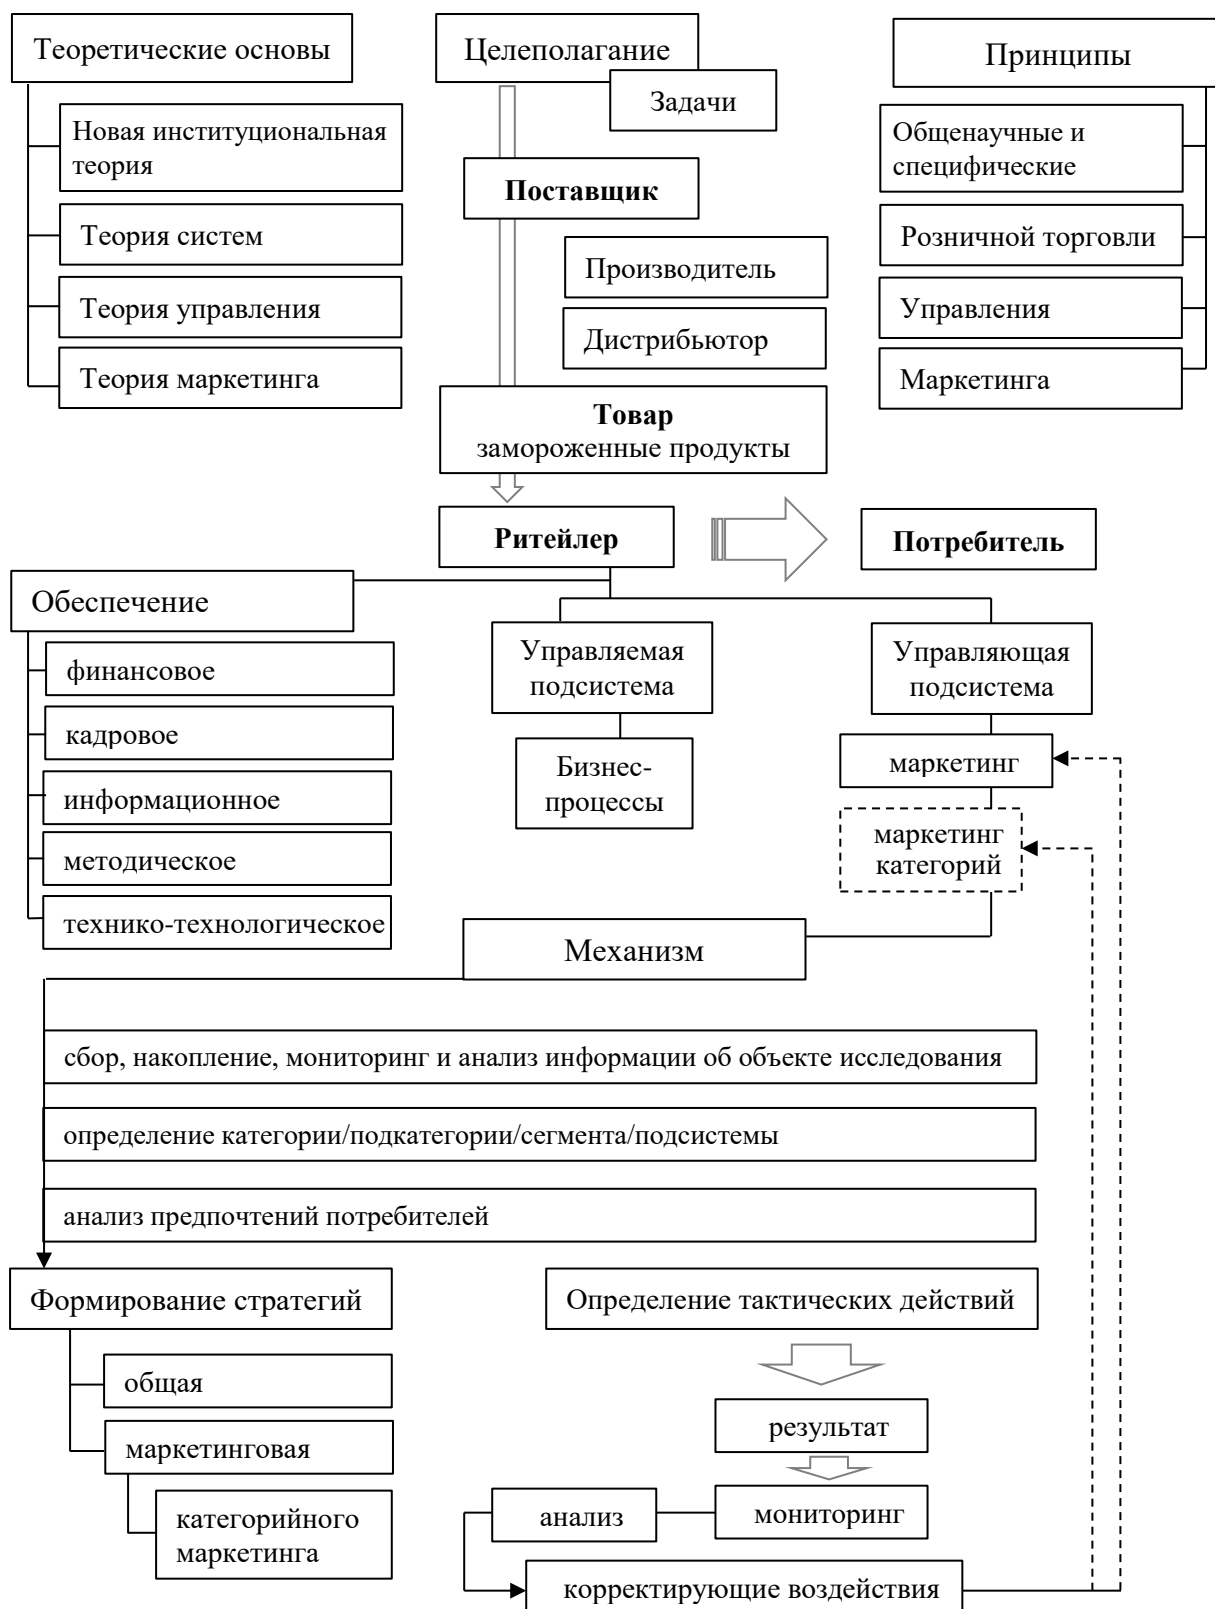 Теоретические основы
Новая институциональная
теория
Теория систем
Теория управления
Теория маркетинга
Целеполагание
Задачи
Поставщик
Производитель
Дистрибьютор
Товар
замороженные продукты
Принципы
Общенаучные и
специфические
Розничной торговли
Управления
Маркетинга
Ритейлер
Потребитель
Обеспечение
финансовое
кадровое
информационное
методическое
технико-технологическое
Управляемая
подсистема
Бизнес-
процессы
Управляющая
подсистема
маркетинг
маркетинг
категорий
Механизм
сбор, накопление, мониторинг и анализ информации об объекте исследования
определение категории/подкатегории/сегмента/подсистемы
анализ предпочтений потребителей
Формирование стратегий
общая
маркетинговая
категорийного
маркетинга
Определение тактических действий
результат
мониторинг
анализ
корректирующие воздействия